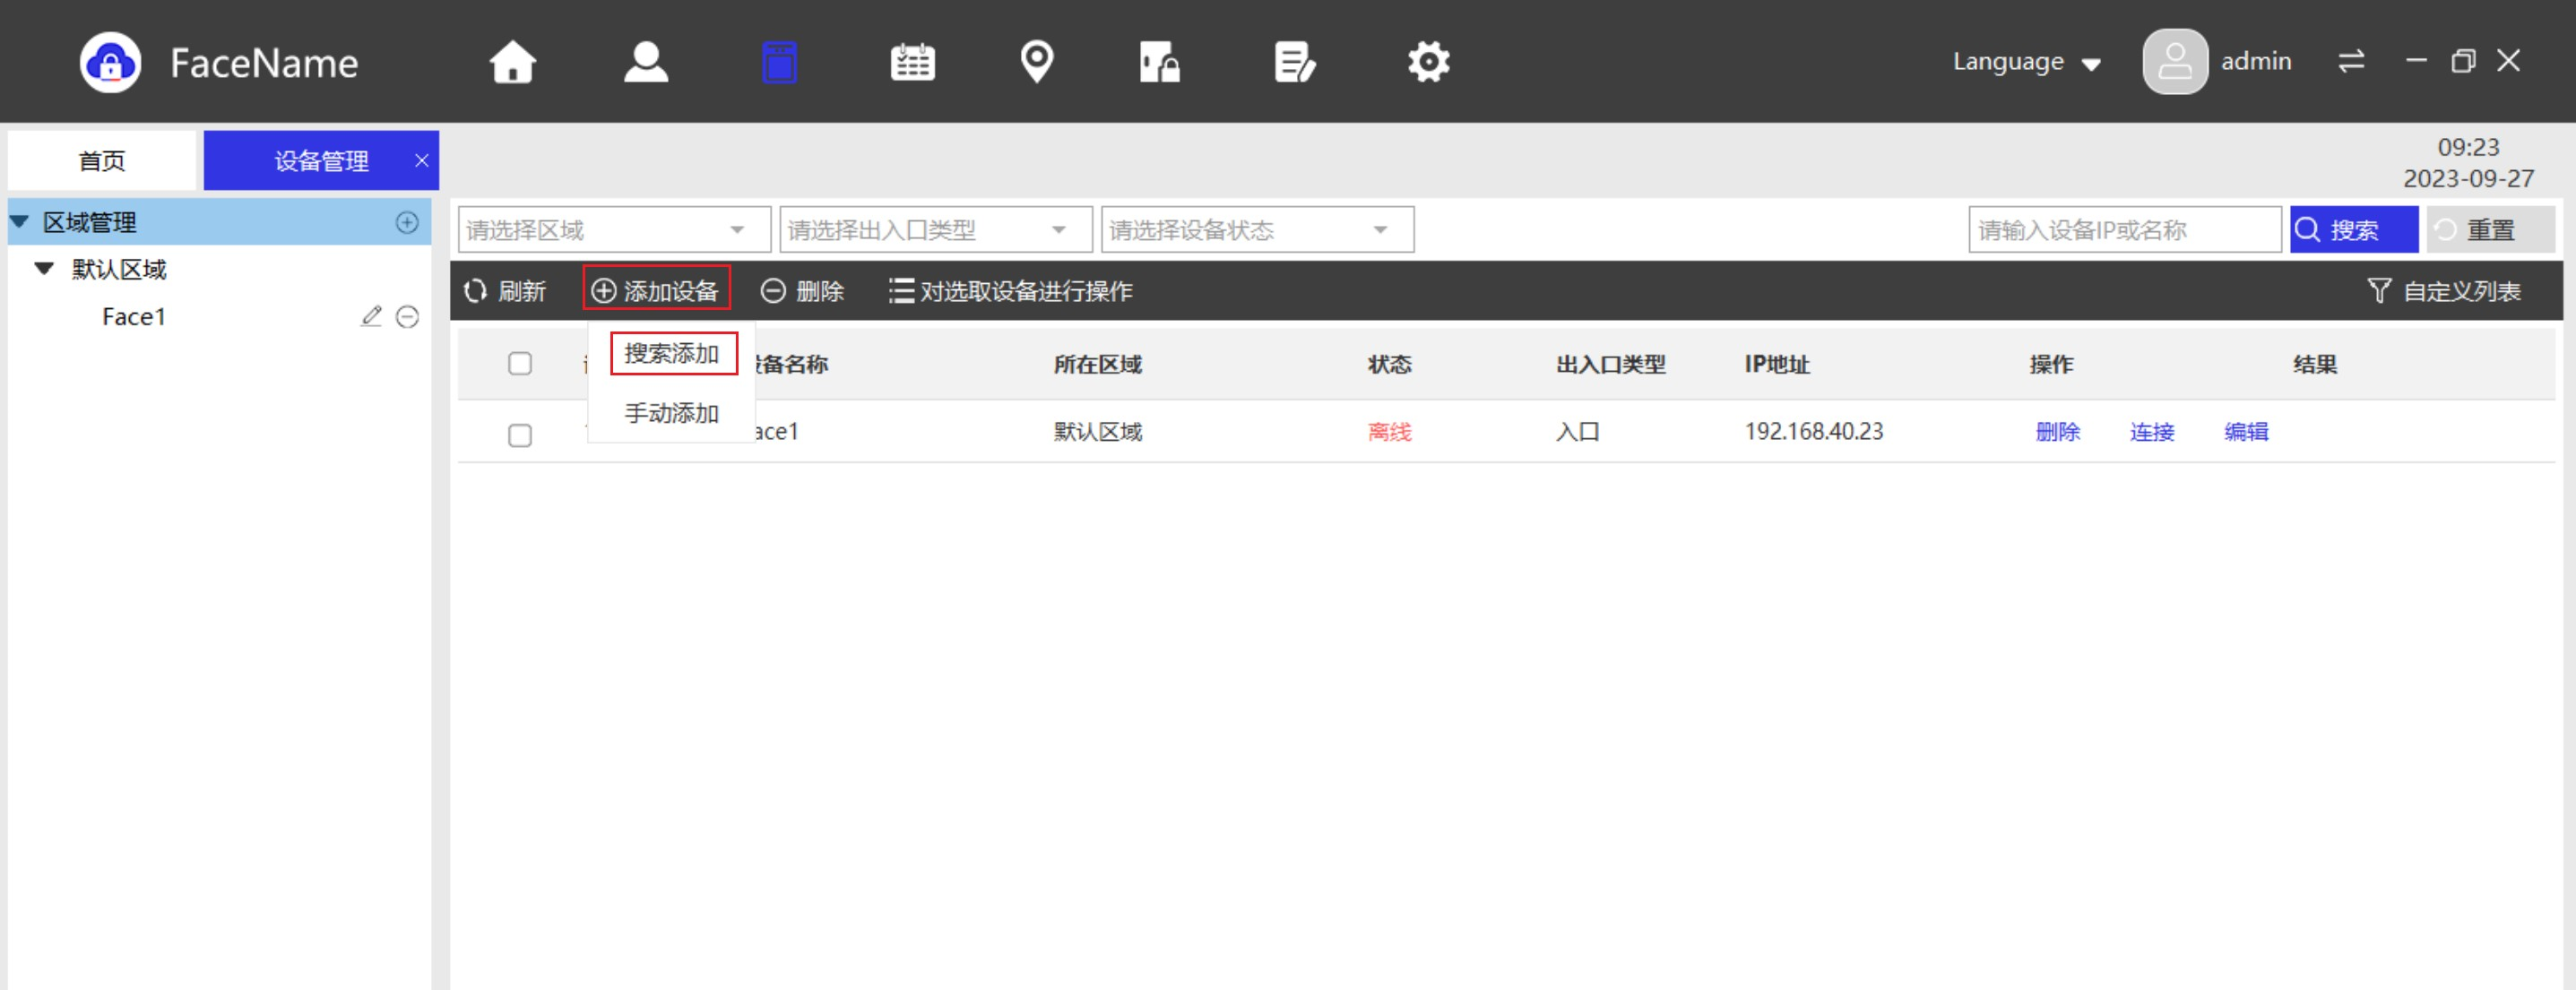 FaceName
Language
admin
首页
设备管理
09:23
2023-09-27
区域管理
默认区域
Face1
请选择区域
请选择出入口类型
请选择设备状态
请输入设备IP或名称
搜索
重置
刷新
添加设备
删除
对选取设备进行操作
自定义列表
搜索添加
手动添加
备名称
所在区域
状态
出入口类型
IP地址
操作
结果
ace1
默认区域
离线
入口
192.168.40.23
删除
连接
编辑